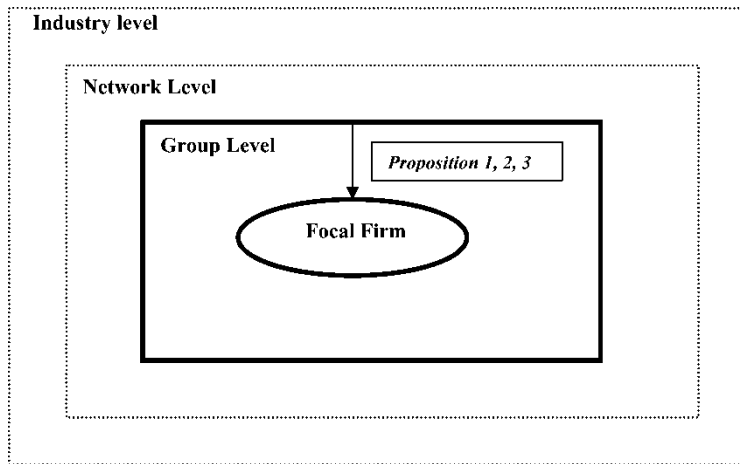 Industry level
Network Level
Group Level
Proposition 1, 2, 3
Focal Firm